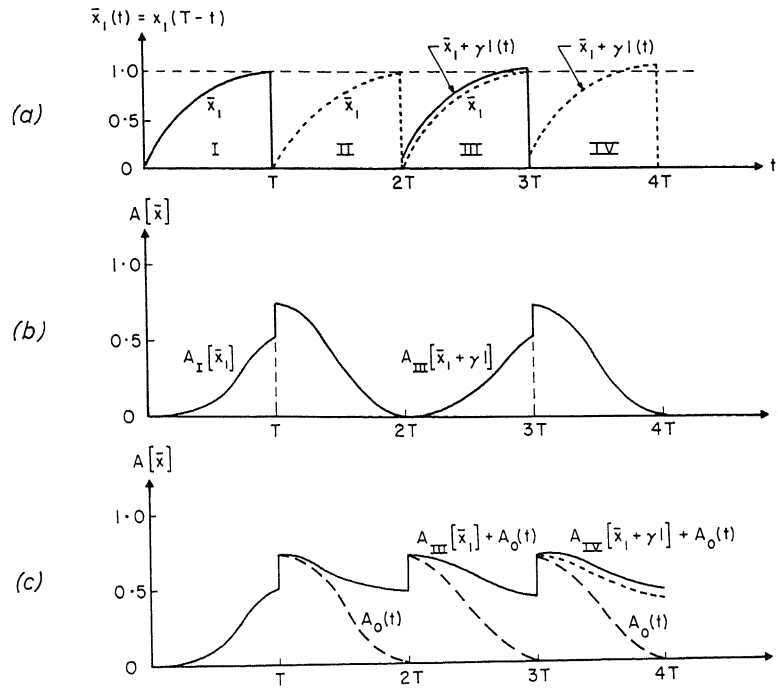 x̄₁(t) = x₁(T-t)
(a)
1·0
0·5
0
x̄₁
I
x̄₁
II
x̄₁ + γ1(t)
x̄₁
III
x̄₁ + γ1(t)
IV
T
2T
3T
4T
t
A[x̄]
(b)
1·0
0·5
0
A_I[x̄₁]
A_III[x̄₁ + γ1]
T
2T
3T
4T
A[x̄]
(c)
1·0
0·5
0
A_III[x̄₁] + A₀(t)
A_IV[x̄₁ + γ1] + A₀(t)
A₀(t)
A₀(t)
T
2T
3T
4T